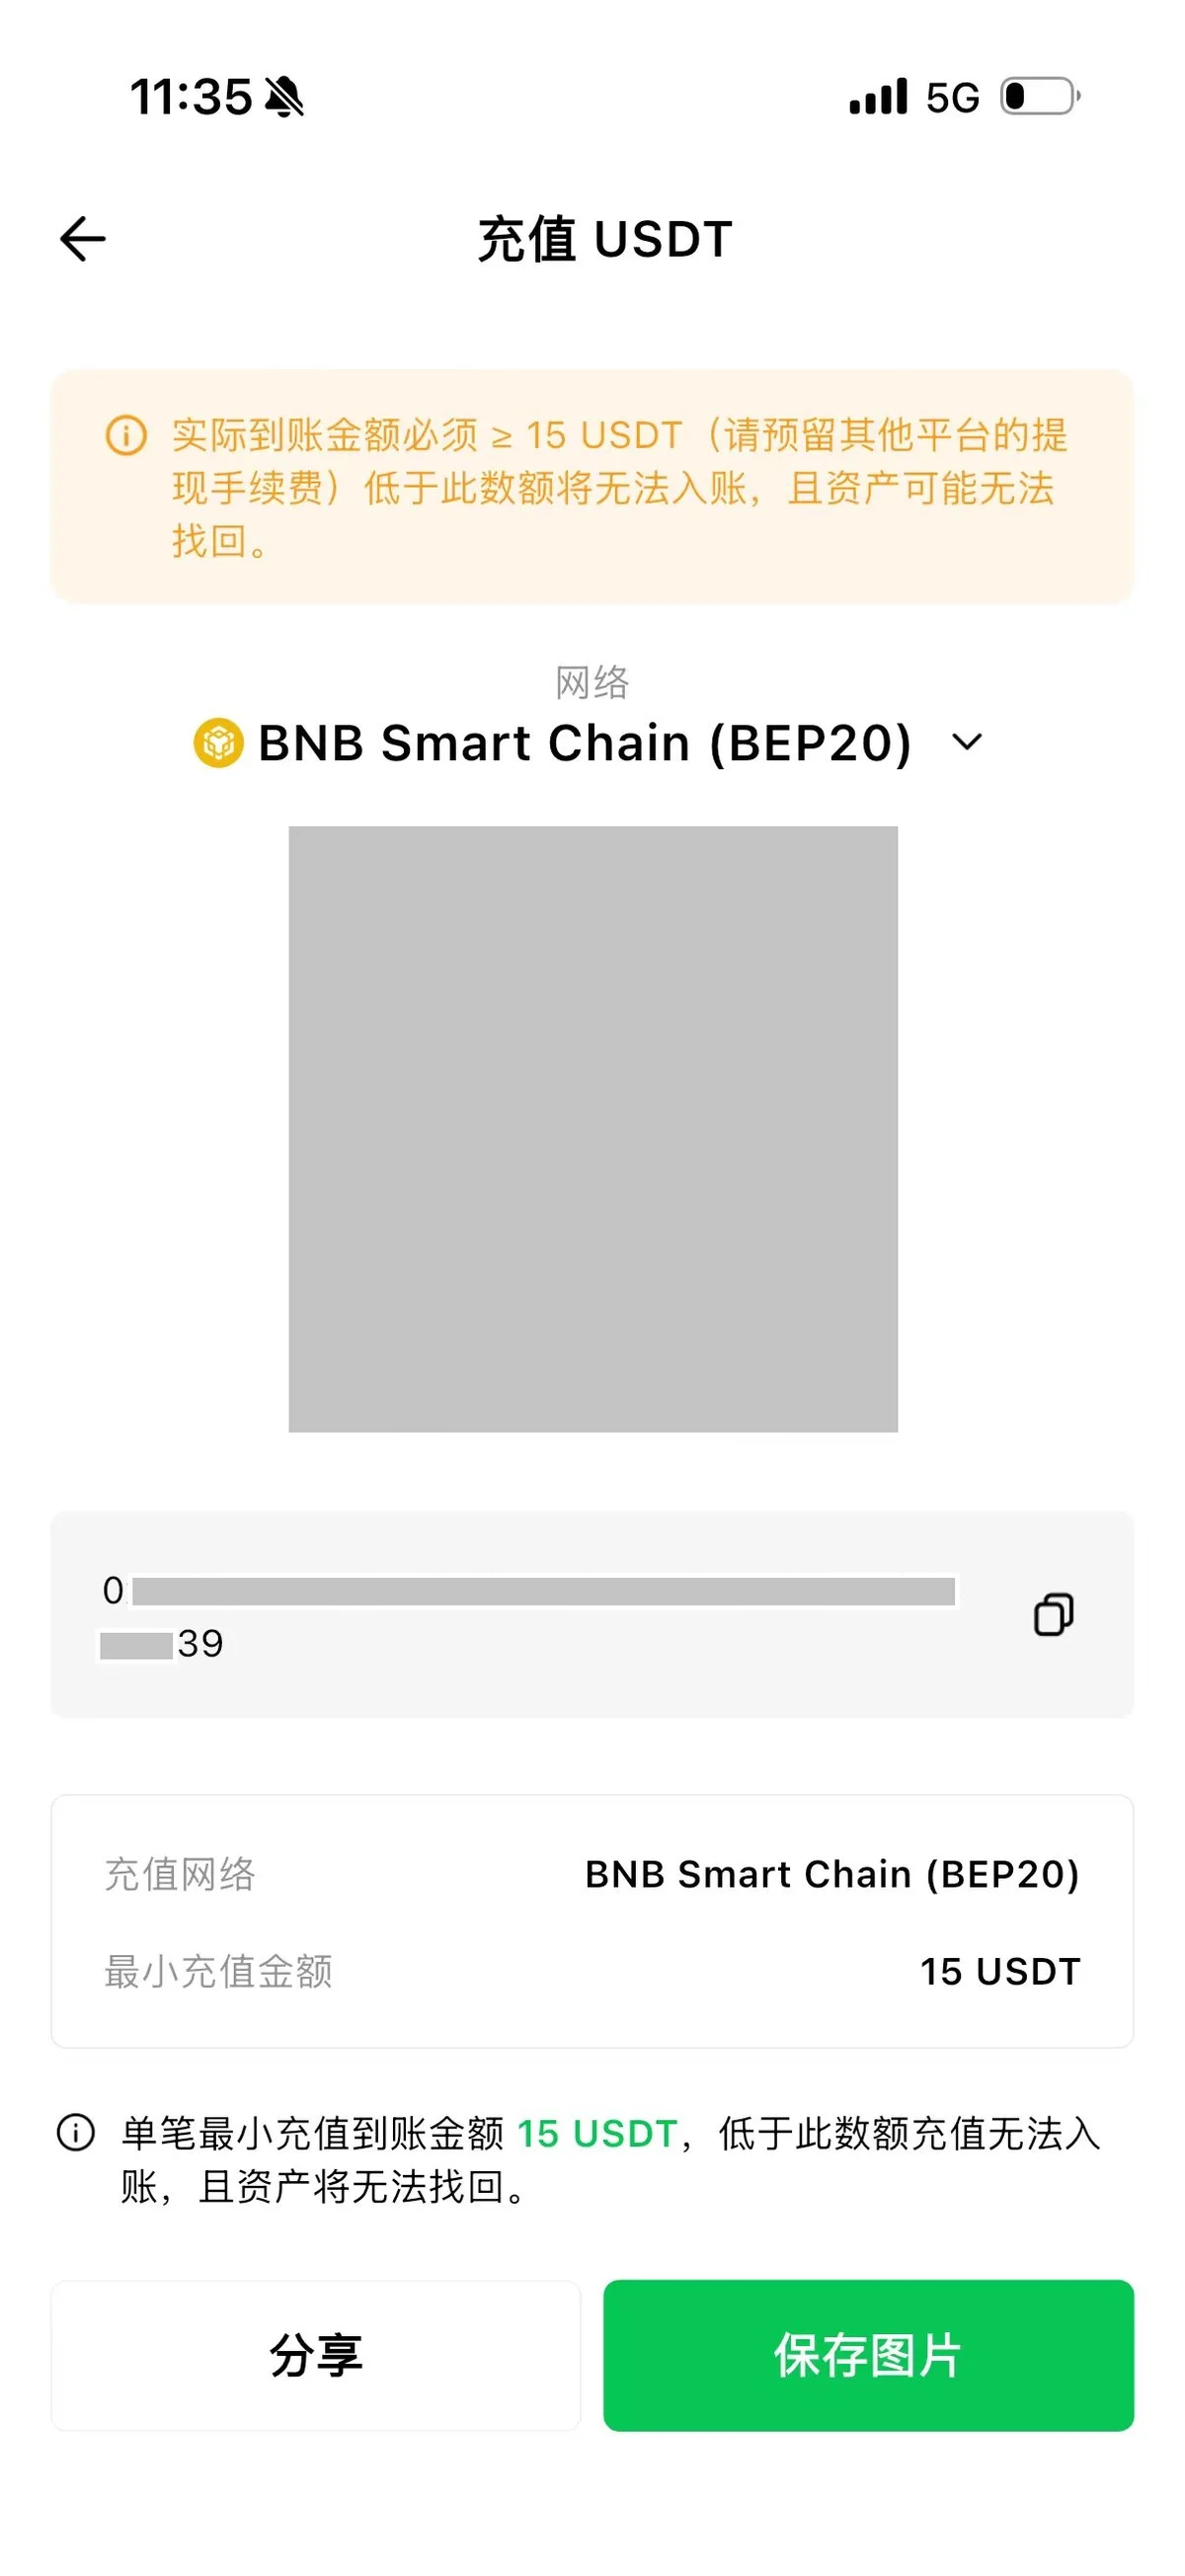 11:35
5G
充值 USDT
实际到账金额必须 ≥ 15 USDT（请预留其他平台的提
现手续费）低于此数额将无法入账，且资产可能无法
找回。
网络
BNB Smart Chain (BEP20)
0
39
充值网络 BNB Smart Chain (BEP20)
最小充值金额 15 USDT
单笔最小充值到账金额 15 USDT，低于此数额充值无法入
账，且资产将无法找回。
分享 保存图片